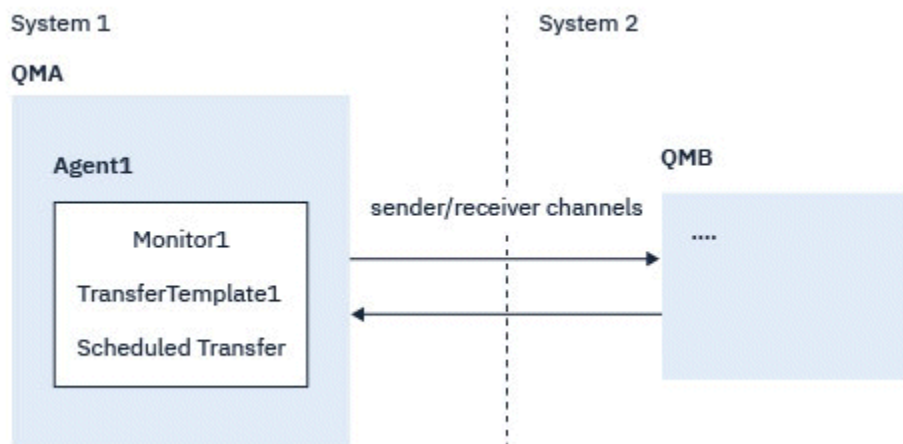 System 1
System 2
QMA
Agent1
QMB
sender/receiver channels
Monitor1
....
TransferTemplate1
Scheduled Transfer